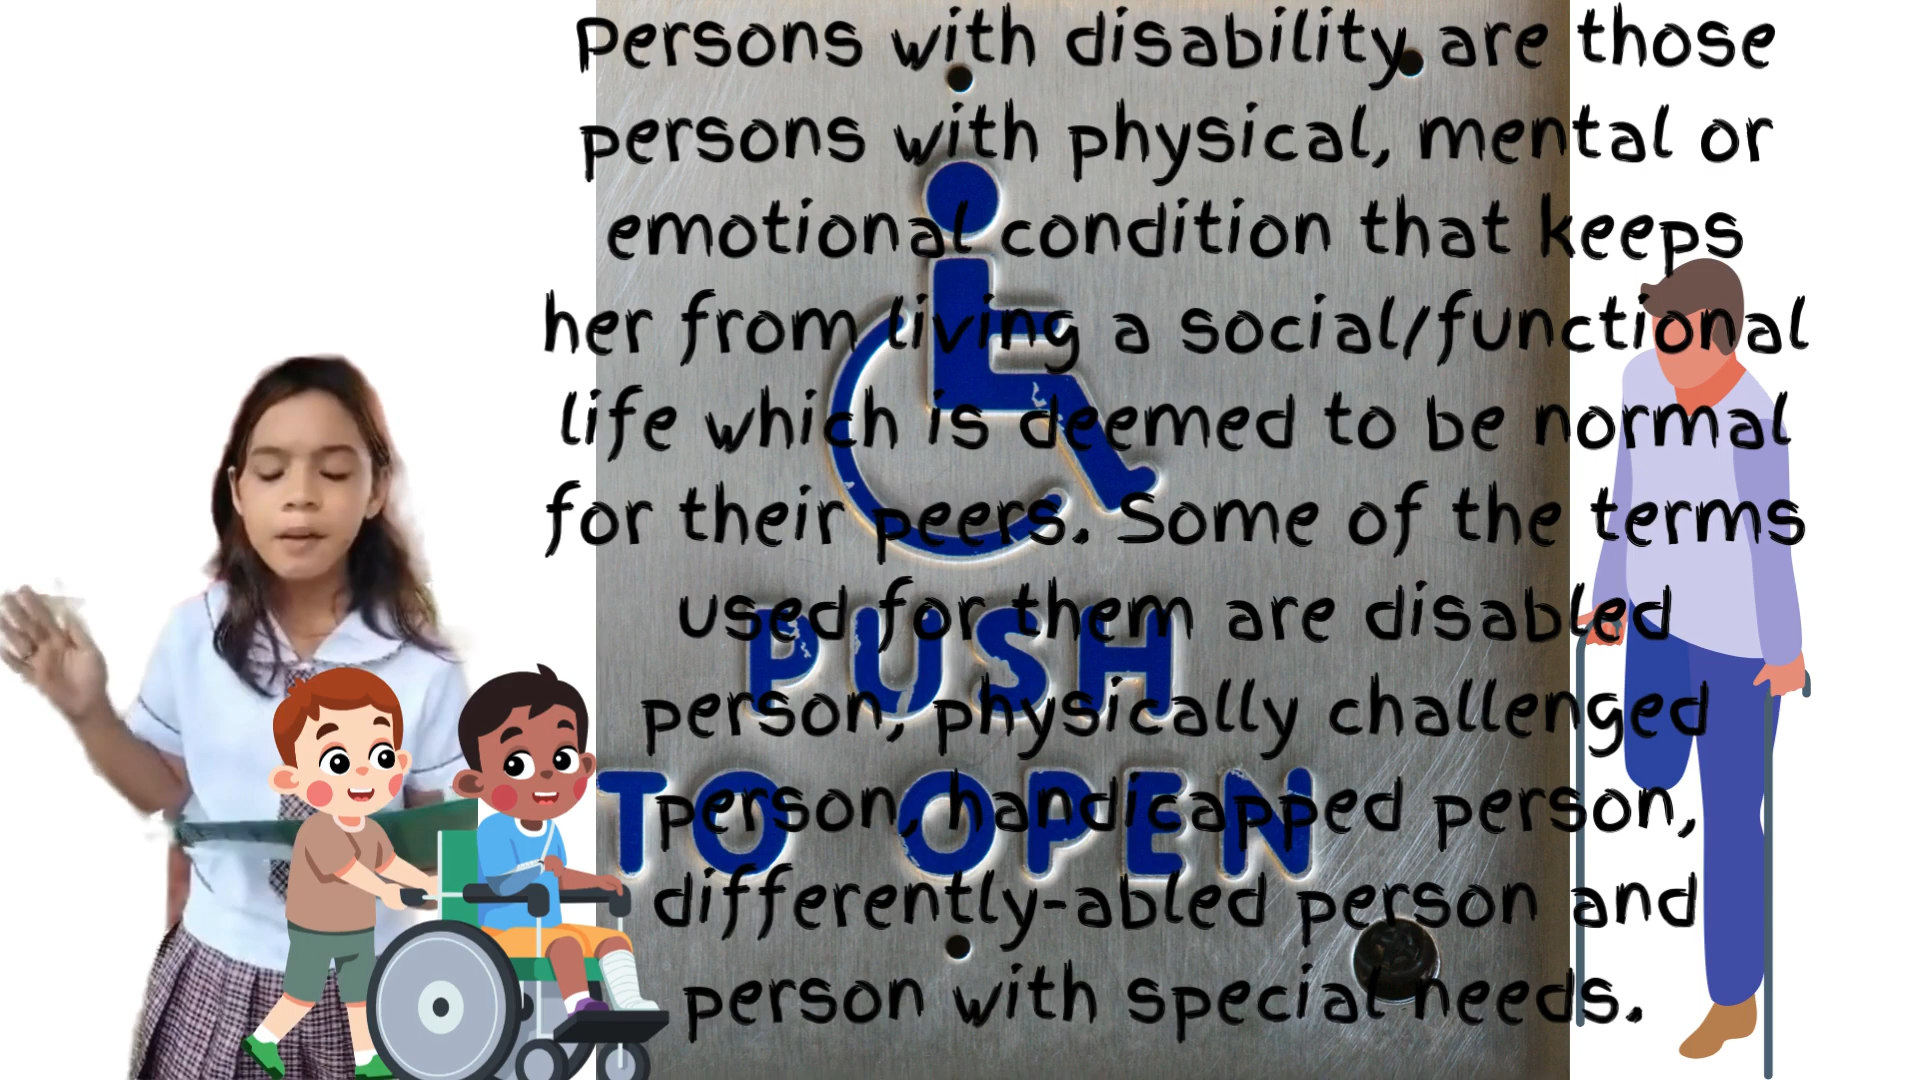 Persons with disability are those
persons with physical, mental or
emotional condition that keeps
her from living a social/functional
life which is deemed to be normal
for their peers. Some of the terms
used for them are disabled
person, physically challenged
person, handicapped person,
differently-abled person and
person with special needs.
PUSH
TO OPEN